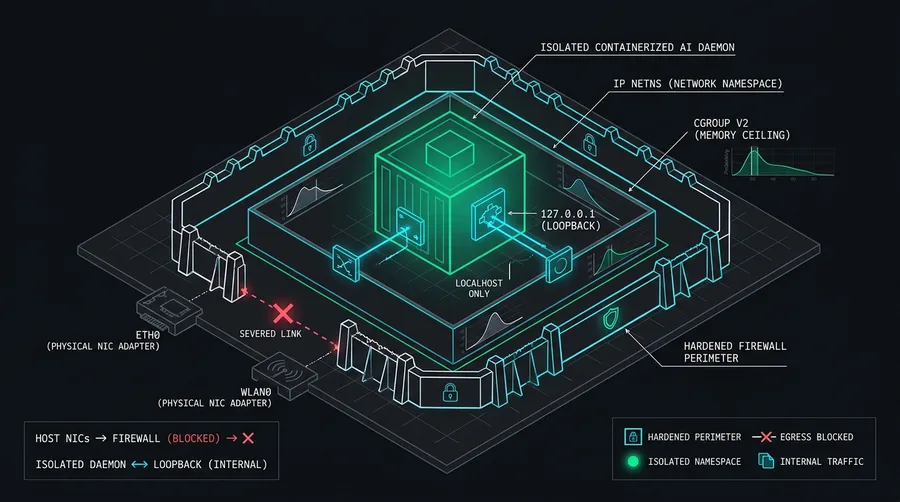 ISOLATED CONTAINERIZED AI DAEMON
IP NETNS (NETWORK NAMESPACE)
CGROUP V2
(MEMORY CEILING)
127.0.0.1
(LOOPBACK)
LOCALHOST
ONLY
SEVERED LINK
ETH0
(PHYSICAL NIC ADAPTER)
WLAN0
(PHYSICAL NIC ADAPTER)
HARDENED FIREWALL
PERIMETER
HOST NICs → FIREWALL (BLOCKED) → ✕
ISOLATED DAEMON ↔ LOOPBACK (INTERNAL)
HARDENED PERIMETER
EGRESS BLOCKED
ISOLATED NAMESPACE
INTERNAL TRAFFIC